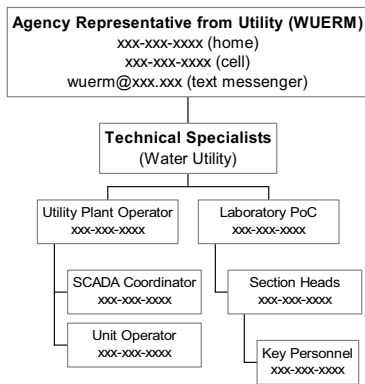 Agency Representative from Utility (WUERM)
xxx-xxx-xxxx (home)
xxx-xxx-xxxx (cell)
wuerm@xxx.xxx (text messenger)
Technical Specialists
(Water Utility)
Utility Plant Operator
xxx-xxx-xxxx
Laboratory PoC
xxx-xxx-xxxx
SCADA Coordinator
xxx-xxx-xxxx
Section Heads
xxx-xxx-xxxx
Unit Operator
xxx-xxx-xxxx
Key Personnel
xxx-xxx-xxxx